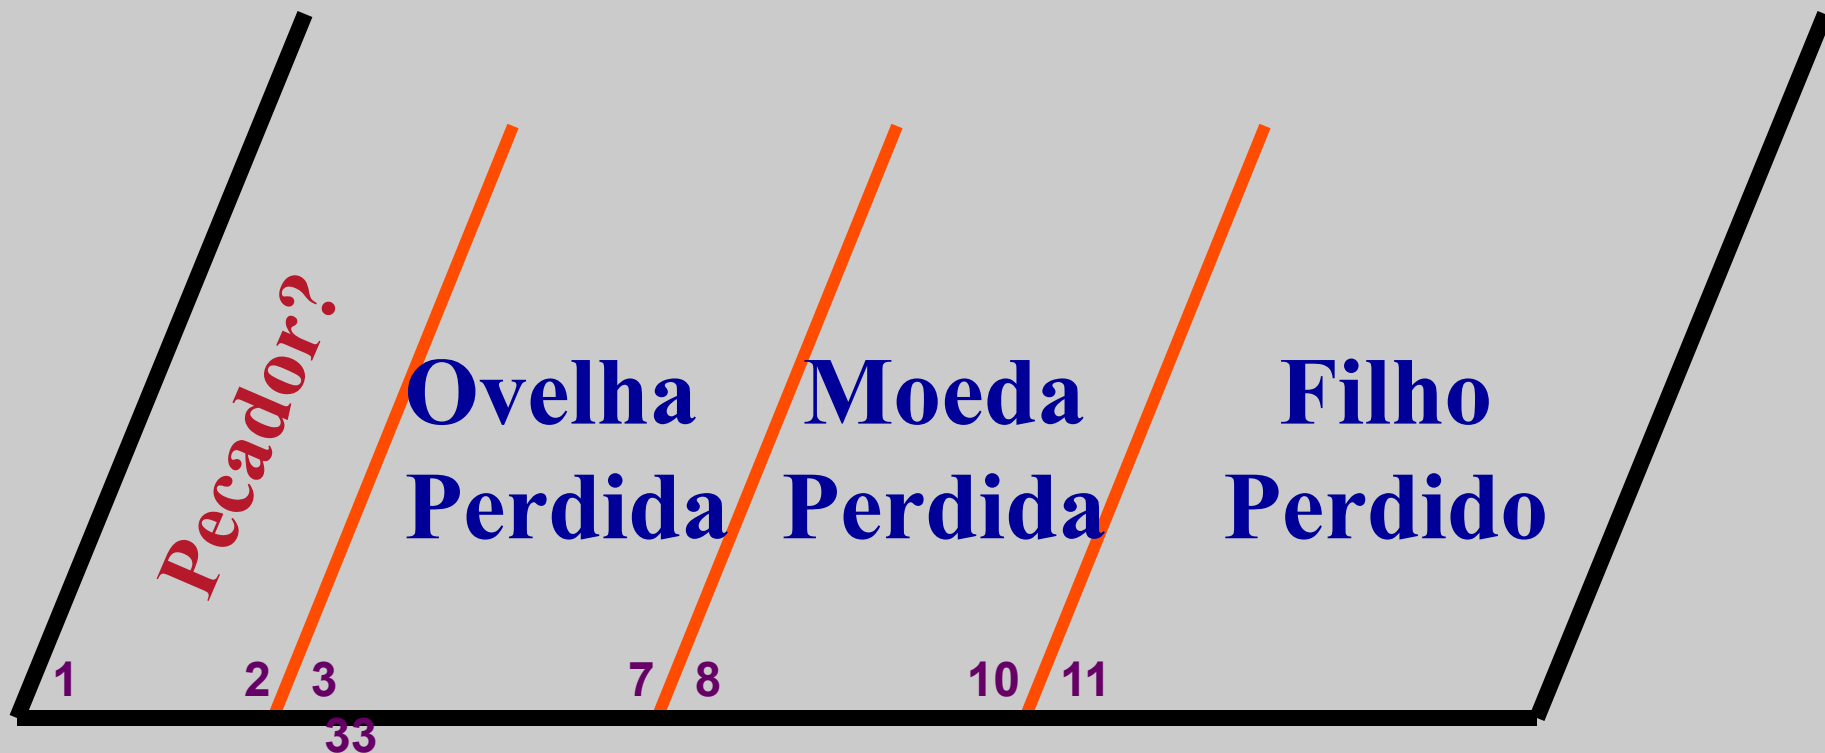 Pecador?
Ovelha
Perdida
Moeda
Perdida
Filho
Perdido
1 2 3 7 8 10 11
33